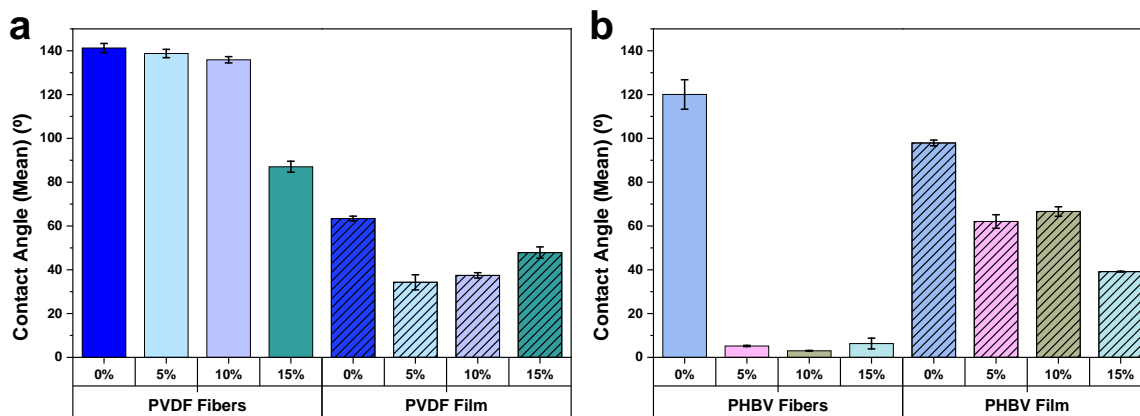 a
Contact Angle (Mean) (º)
140
120
100
80
60
40
20
0
0% 5% 10% 15% 0% 5% 10% 15%
PVDF Fibers PVDF Film
b
Contact Angle (Mean) (º)
140
120
100
80
60
40
20
0
0% 5% 10% 15% 0% 5% 10% 15%
PHBV Fibers PHBV Film